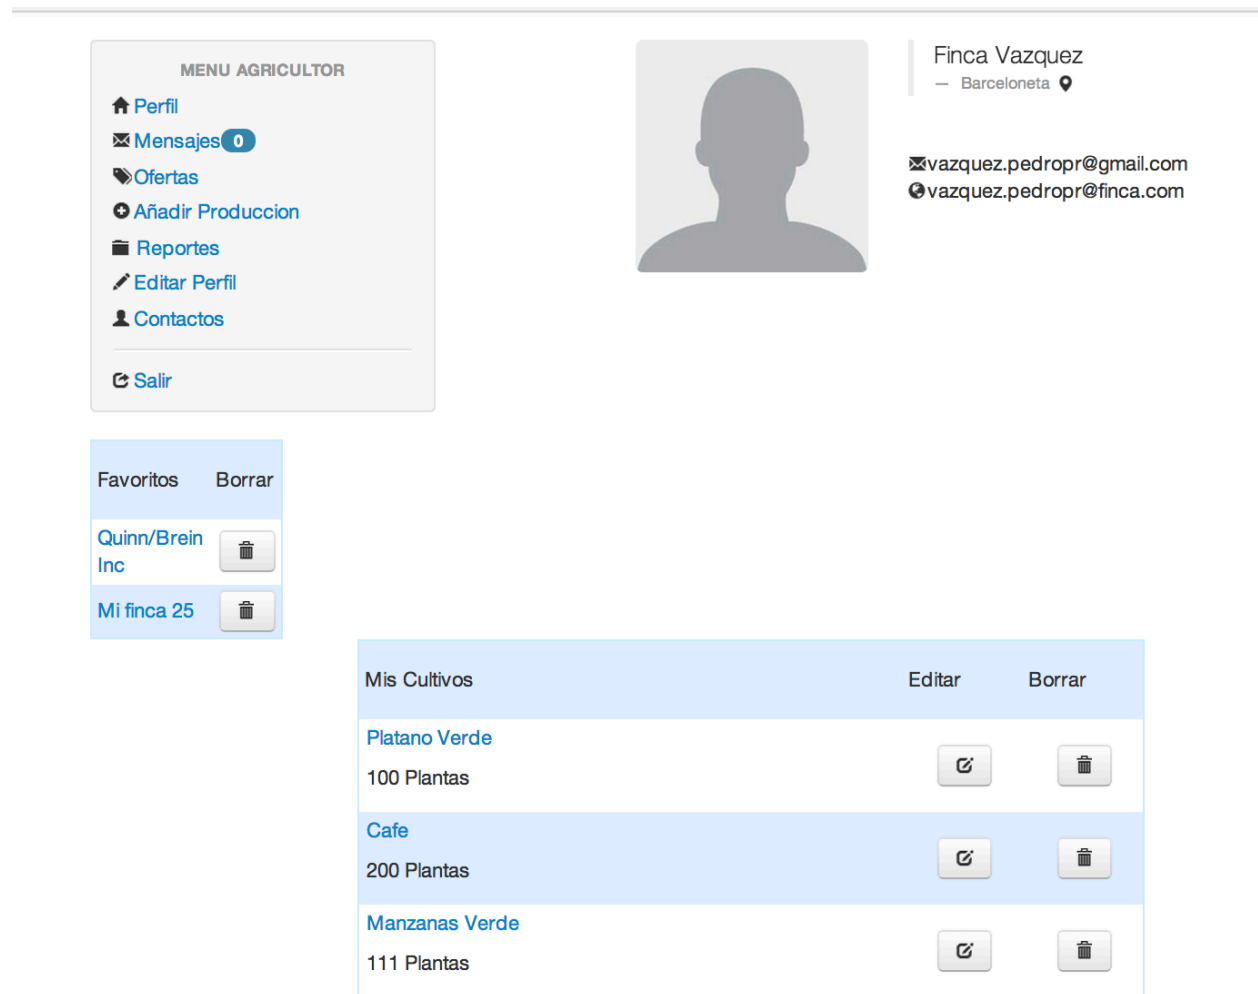 MENU AGRICULTOR
Perfil
Mensajes 0
Ofertas
Añadir Produccion
Reportes
Editar Perfil
Contactos
Salir
Finca Vazquez
— Barceloneta
vazquez.pedropr@gmail.com
vazquez.pedropr@finca.com
Favoritos Borrar
Quinn/Brein
Inc
Mi finca 25
Mis Cultivos Editar Borrar
Platano Verde
100 Plantas
Cafe
200 Plantas
Manzanas Verde
111 Plantas